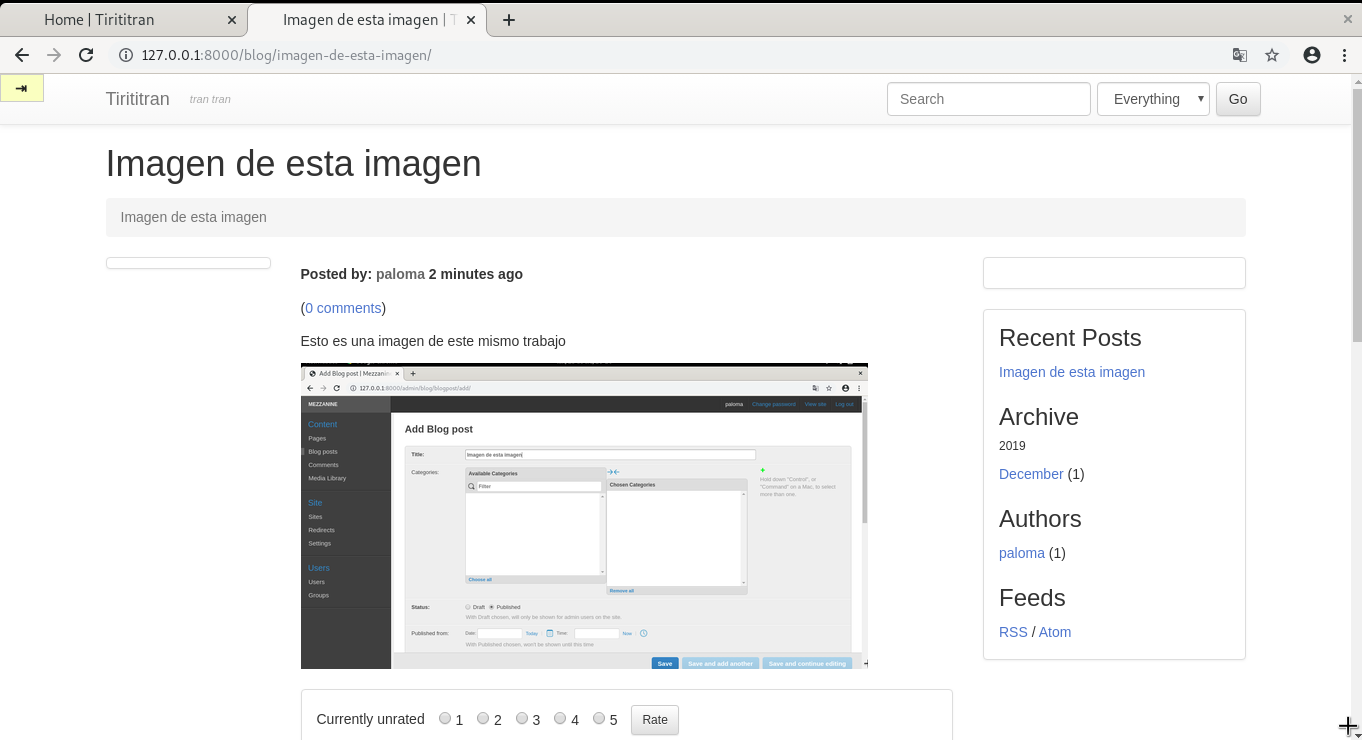 Home | Tirititran
Imagen de esta imagen | T
127.0.0.1:8000/blog/imagen-de-esta-imagen/
Tirititran tran tran
Search Everything Go
Imagen de esta imagen
Imagen de esta imagen
Posted by: paloma 2 minutes ago
(0 comments)
Esto es una imagen de este mismo trabajo
Add Blog post | Mezzanin
127.0.0.1:8000/admin/blog/blogpost/add/
MEZZANINE
paloma Change password View site Log out
Content
Pages
Blog posts
Comments
Media Library
Site
Sites
Redirects
Settings
Users
Users
Groups
Add Blog post
Title: Imagen de esta imagen
Categories:
Available Categories
Filter
Choose all
Chosen Categories
Remove all
Hold down "Control", or
"Command" on a Mac, to select
more than one.
Status: Draft Published
With Draft chosen, will only be shown for admin users on the site.
Published from: Date: Today Time: Now
With Published chosen, won't be shown until this time
Save Save and add another Save and continue editing
Currently unrated 1 2 3 4 5 Rate
Recent Posts
Imagen de esta imagen
Archive
2019
December (1)
Authors
paloma (1)
Feeds
RSS / Atom